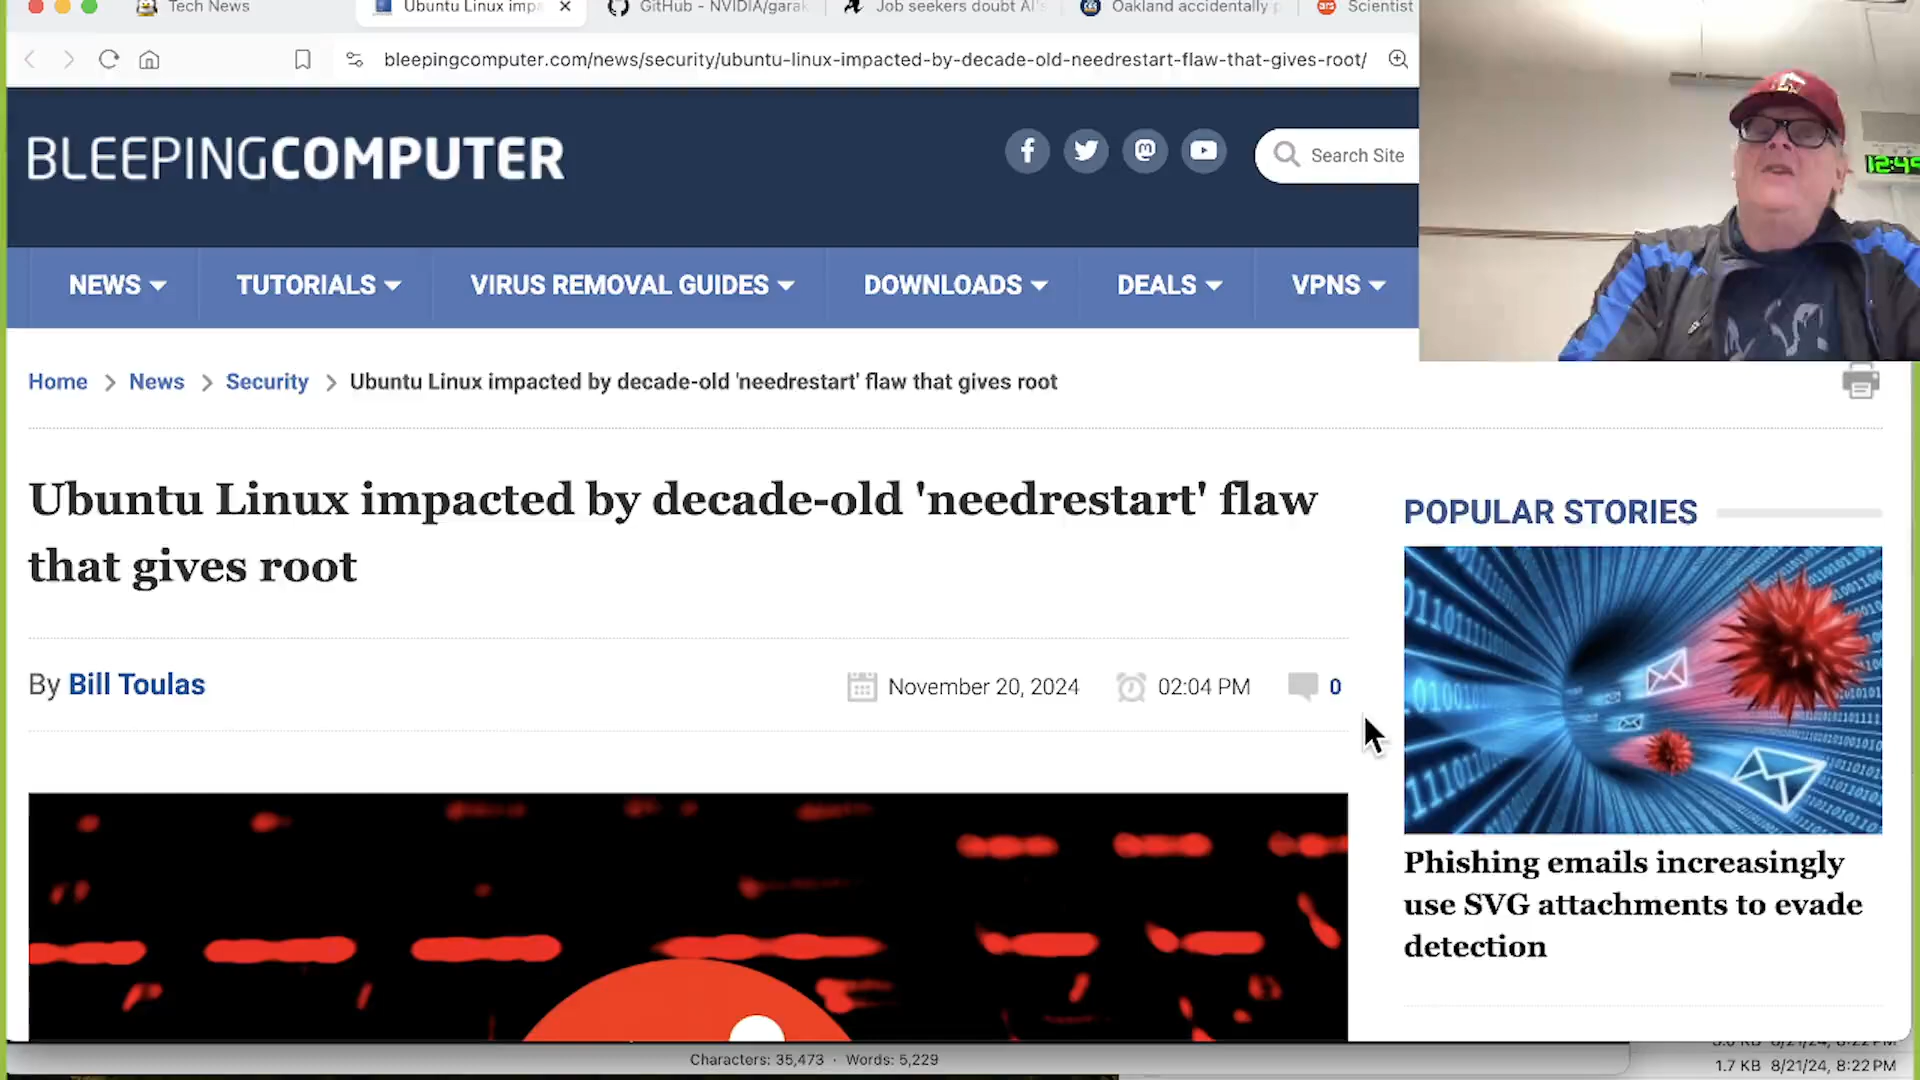 Tech News
Ubuntu Linux imp
GitHub - NVIDIA/garak
Job seekers doubt AI's
Oakland accidentally p
ars
Scientist
bleepingcomputer.com/news/security/ubuntu-linux-impacted-by-decade-old-needrestart-flaw-that-gives-root/
BLEEPINGCOMPUTER
Search Site
12:45
NEWS
TUTORIALS
VIRUS REMOVAL GUIDES
DOWNLOADS
DEALS
VPNS
Home > News > Security > Ubuntu Linux impacted by decade-old 'needrestart' flaw that gives root
Ubuntu Linux impacted by decade-old 'needrestart' flaw
that gives root
By Bill Toulas
November 20, 2024
02:04 PM
0
POPULAR STORIES
Phishing emails increasingly
use SVG attachments to evade
detection
Characters: 35,473 · Words: 5,229
1.7 KB 8/21/24, 8:22 PM